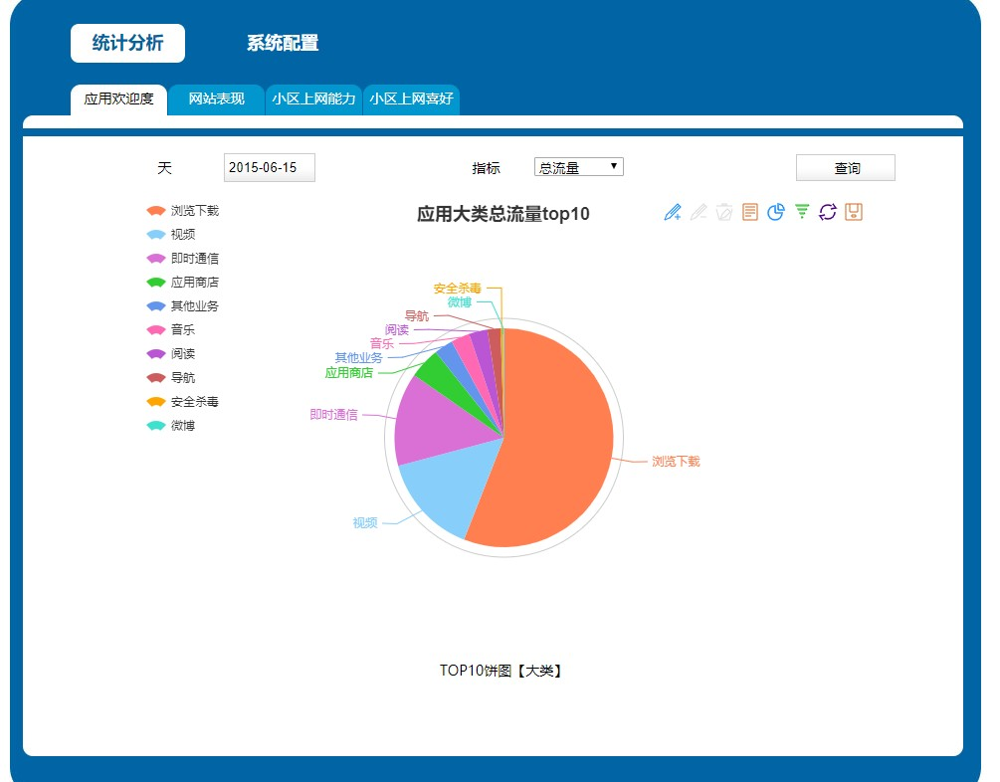 统计分析 系统配置
应用欢迎度 网站表现 小区上网能力 小区上网喜好
天 2015-06-15 指标 总流量 查询
应用大类总流量top10
浏览下载
视频
即时通信
应用商店
其他业务
音乐
阅读
导航
安全杀毒
微博
安全杀毒
微博
导航
阅读
音乐
其他业务
应用商店
即时通信
浏览下载
视频
TOP10饼图【大类】